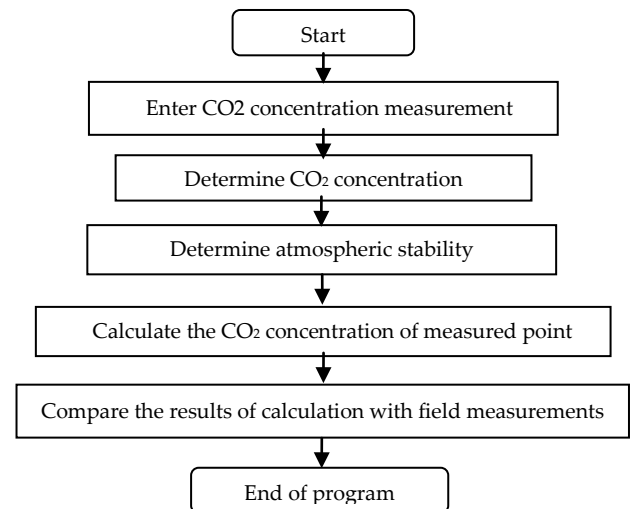 Start
Enter CO2 concentration measurement
Determine CO₂ concentration
Determine atmospheric stability
Calculate the CO₂ concentration of measured point
Compare the results of calculation with field measurements
End of program